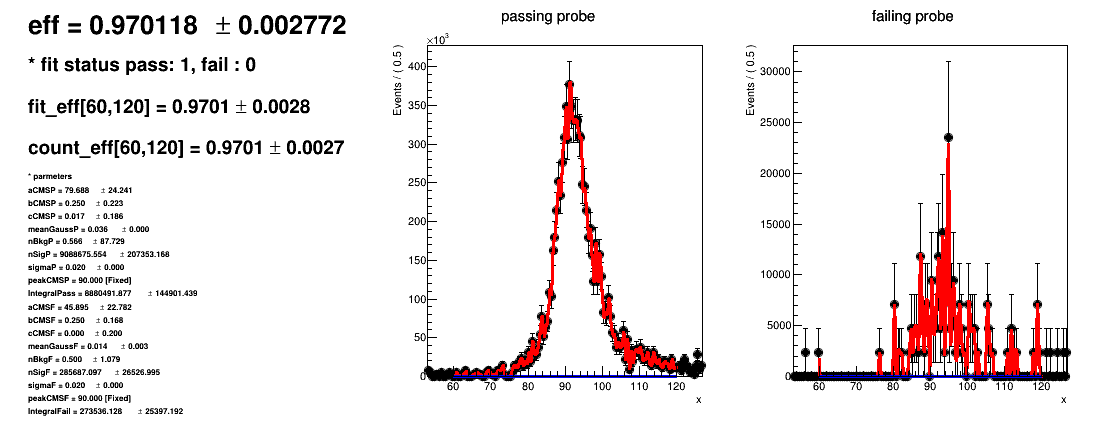 eff = 0.970118 ± 0.002772
* fit status pass: 1, fail : 0
fit_eff[60,120] = 0.9701 ± 0.0028
count_eff[60,120] = 0.9701 ± 0.0027
* parmeters
aCMSP = 79.688 ± 24.241
bCMSP = 0.250 ± 0.223
cCMSP = 0.017 ± 0.186
meanGaussP = 0.036 ± 0.000
nBkgP = 0.566 ± 87.729
nSigP = 9088675.554 ± 207353.168
sigmaP = 0.020 ± 0.000
peakCMSP = 90.000 [Fixed]
IntegralPass = 8880491.877 ± 144901.439
aCMSF = 45.895 ± 22.782
bCMSF = 0.250 ± 0.168
cCMSF = 0.000 ± 0.200
meanGaussF = 0.014 ± 0.003
nBkgF = 0.500 ± 1.079
nSigF = 285687.097 ± 26526.995
sigmaF = 0.020 ± 0.000
peakCMSF = 90.000 [Fixed]
IntegralFail = 273536.128 ± 25397.192
passing probe
×10³
Events / ( 0.5 )
400
350
300
250
200
150
100
50
0
60 70 80 90 100 110 120
x
failing probe
Events / ( 0.5 )
30000
25000
20000
15000
10000
5000
0
60 70 80 90 100 110 120
x